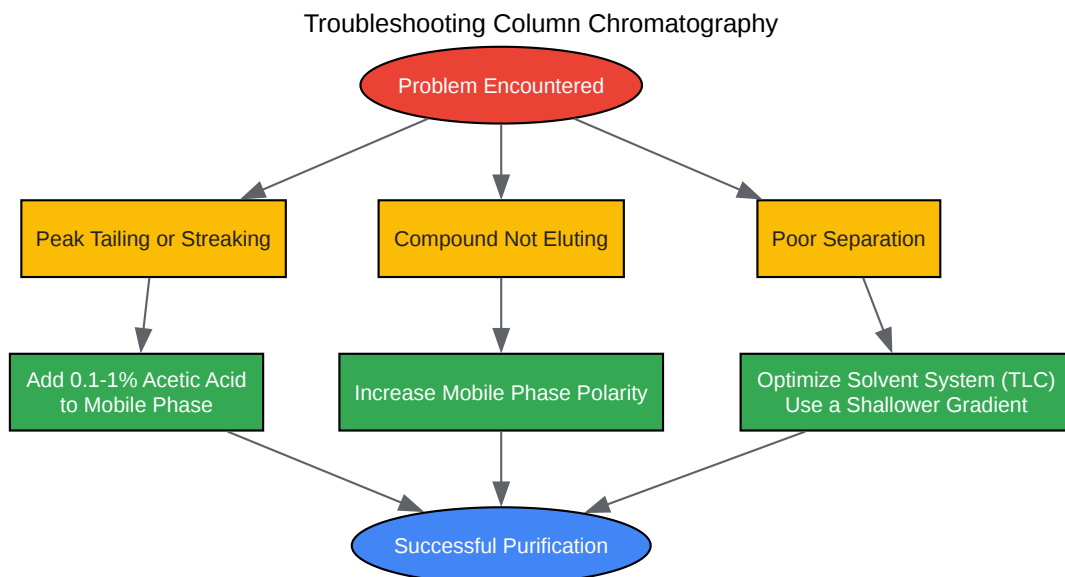 Troubleshooting Column Chromatography
Problem Encountered
Peak Tailing or Streaking
Compound Not Eluting
Poor Separation
Add 0.1-1% Acetic Acid
to Mobile Phase
Increase Mobile Phase Polarity
Optimize Solvent System (TLC)
Use a Shallower Gradient
Successful Purification